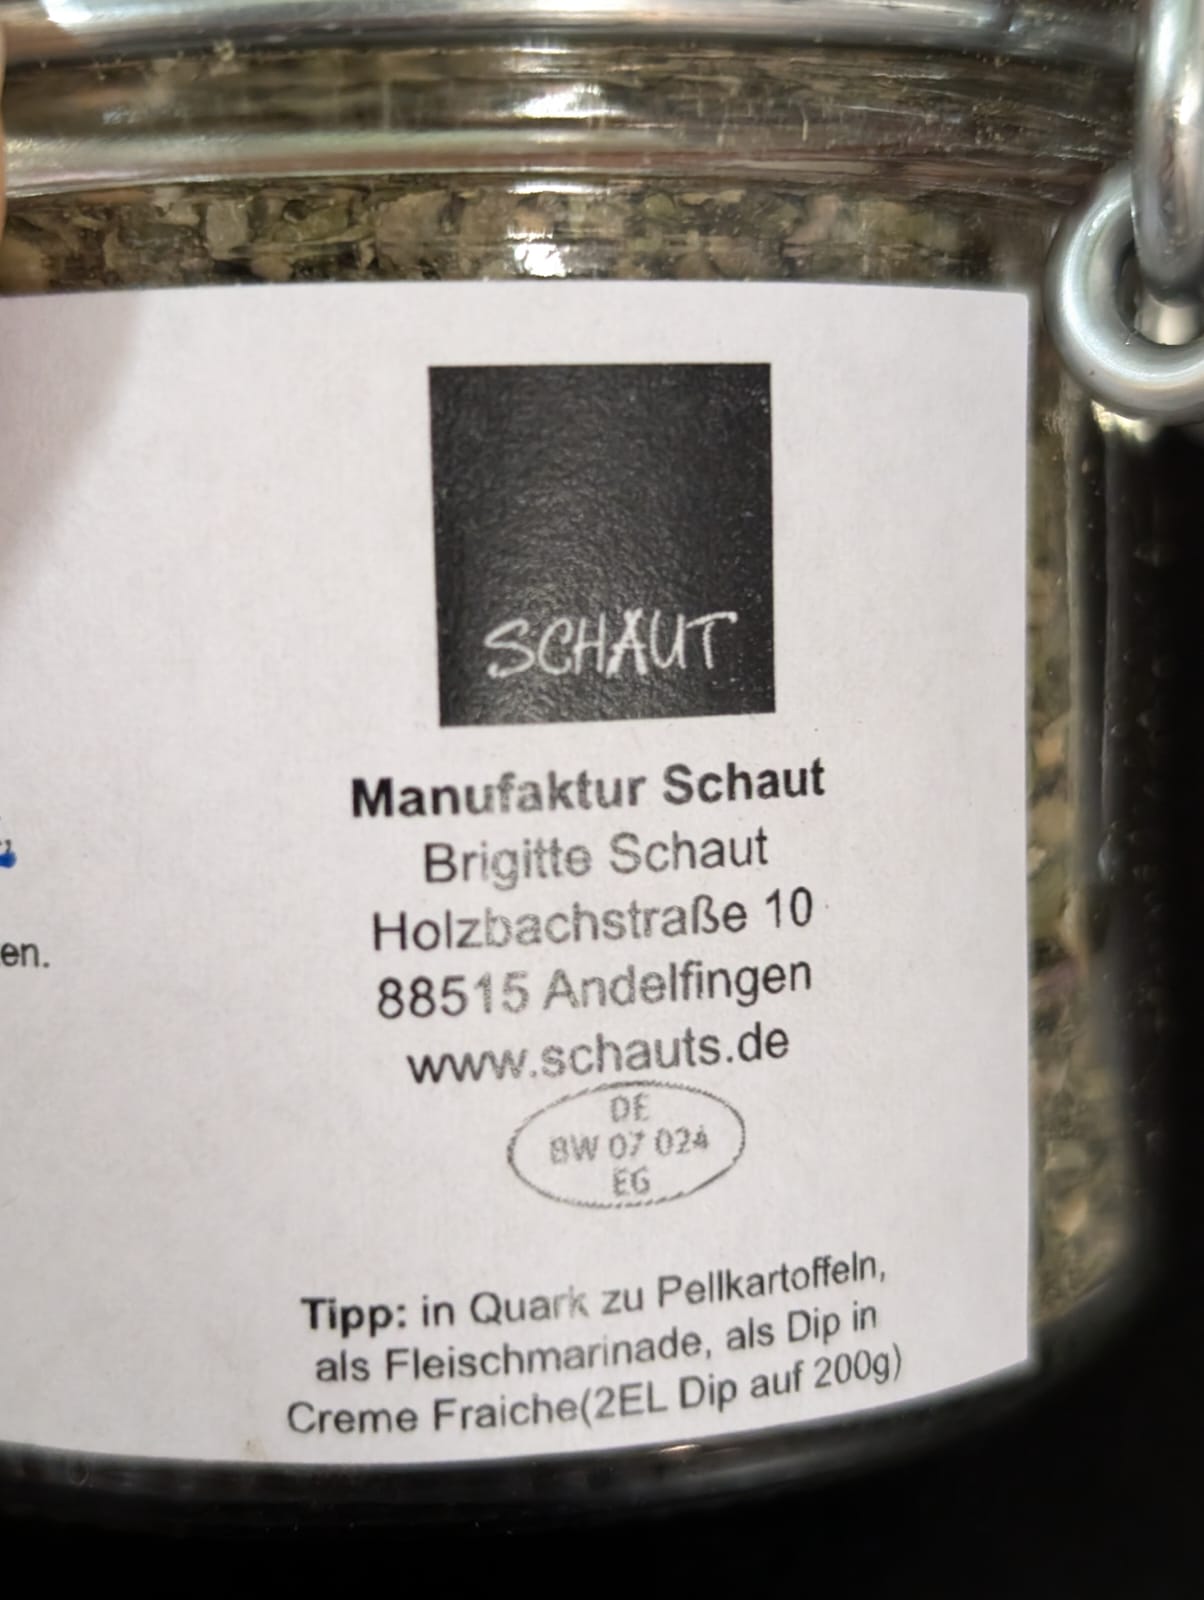 SCHAUT
Manufaktur Schaut
Brigitte Schaut
Holzbachstraße 10
88515 Andelfingen
www.schauts.de
DE
BW 07 024
EG
en.
Tipp: in Quark zu Pellkartoffeln,
als Fleischmarinade, als Dip in
Creme Fraiche(2EL Dip auf 200g)